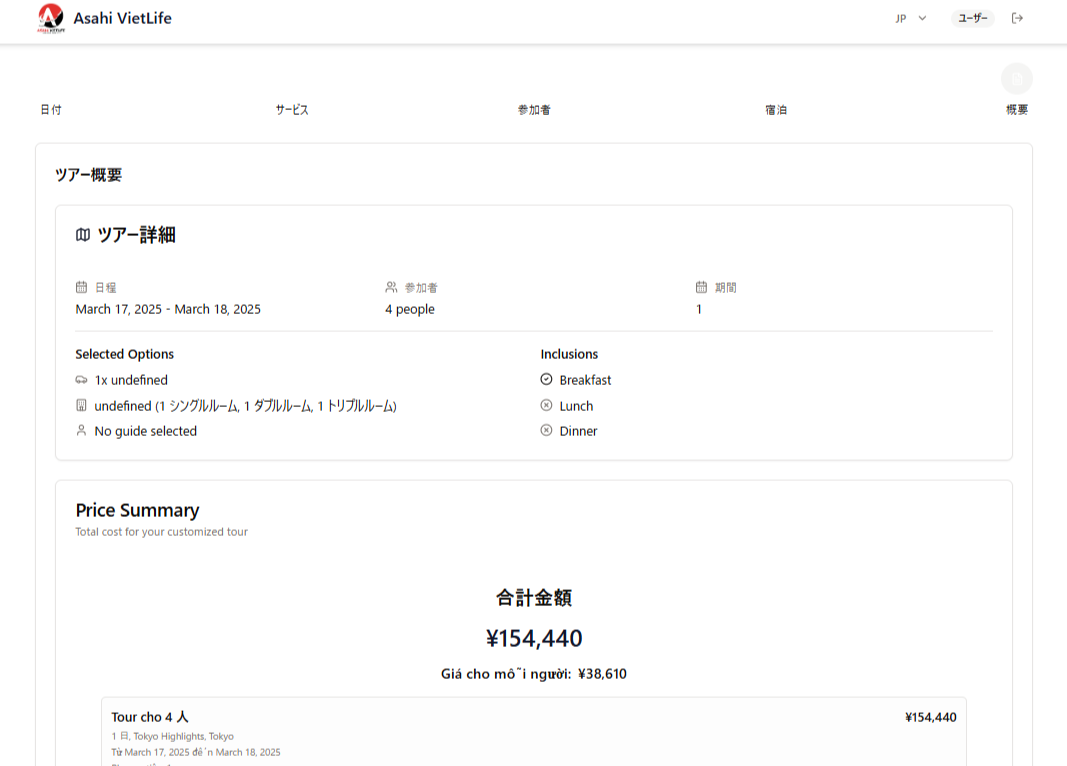 Asahi VietLife
JP
ユーザー
日付
サービス
参加者
宿泊
概要
ツアー概要
ツアー詳細
日程
参加者
期間
March 17, 2025 - March 18, 2025
4 people
1
Selected Options
Inclusions
1x undefined
Breakfast
undefined (1 シングルルーム, 1 ダブルルーム, 1 トリプルルーム)
Lunch
No guide selected
Dinner
Price Summary
Total cost for your customized tour
合計金額
¥154,440
Giá cho mỗi người: ¥38,610
Tour cho 4 人
¥154,440
1 日, Tokyo Highlights, Tokyo
Từ March 17, 2025 đến March 18, 2025